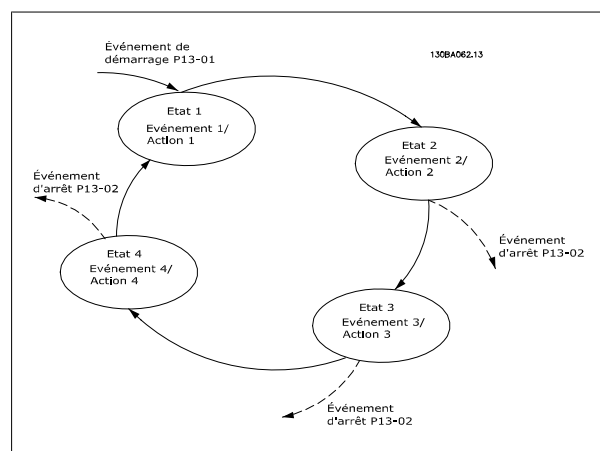 Événement de
démarrage P13-01
130BA062.13
Etat 1
Evénement 1/
Action 1
Etat 2
Evénement 2/
Action 2
Événement
d'arrêt P13-02
Événement
d'arrêt P13-02
Etat 4
Evénement 4/
Action 4
Etat 3
Evénement 3/
Action 3
Événement
d'arrêt P13-02